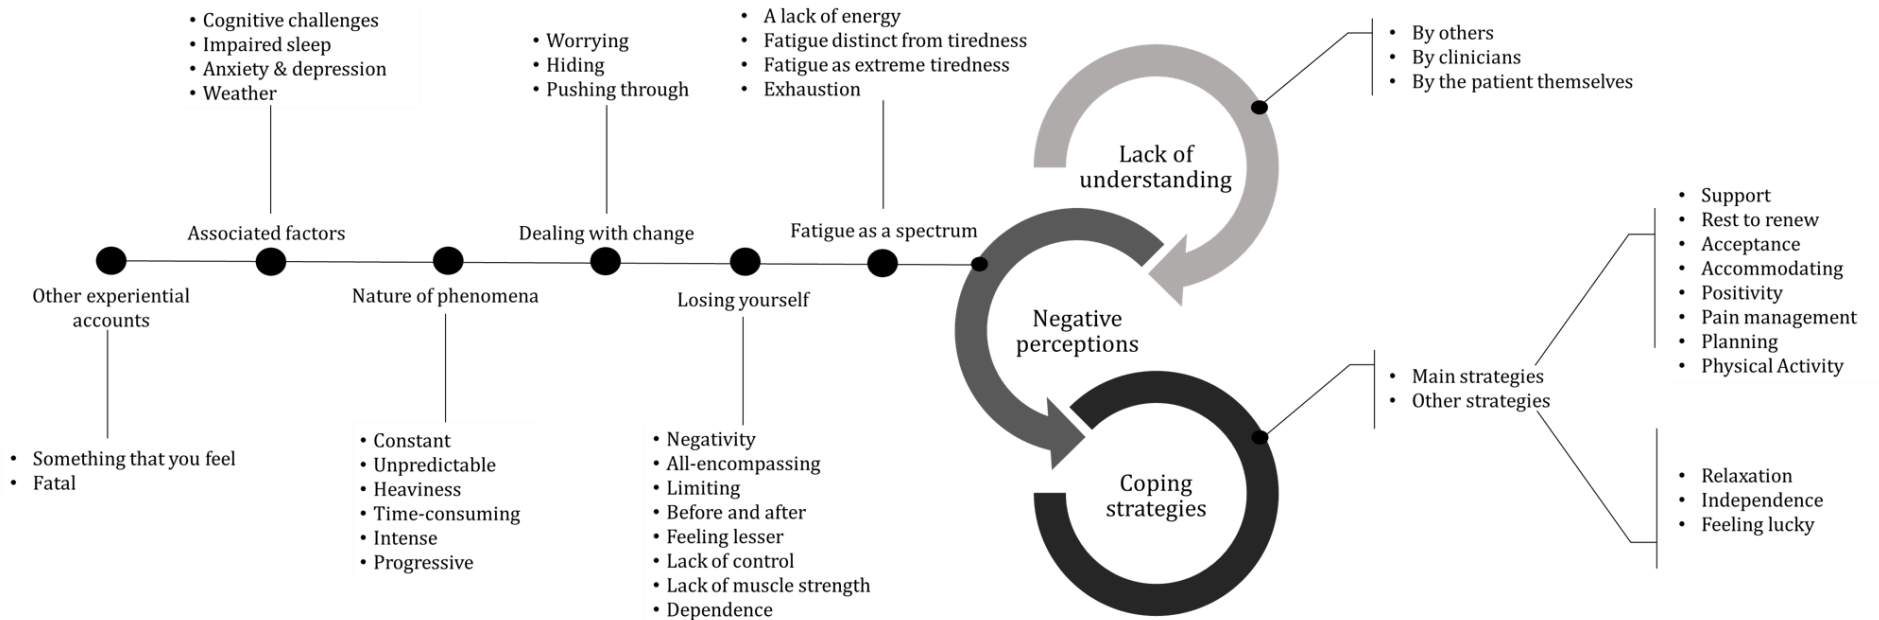 • Cognitive challenges
• Impaired sleep
• Anxiety & depression
• Weather
Associated factors
• Worrying
• Hiding
• Pushing through
Dealing with change
• A lack of energy
• Fatigue distinct from tiredness
• Fatigue as extreme tiredness
• Exhaustion
Fatigue as a spectrum
Other experiential
accounts
• Something that you feel
• Fatal
Nature of phenomena
• Constant
• Unpredictable
• Heaviness
• Time-consuming
• Intense
• Progressive
Losing yourself
• Negativity
• All-encompassing
• Limiting
• Before and after
• Feeling lesser
• Lack of control
• Lack of muscle strength
• Dependence
Lack of
understanding
• By others
• By clinicians
• By the patient themselves
Negative
perceptions
Coping
strategies
• Main strategies
• Other strategies
• Support
• Rest to renew
• Acceptance
• Accommodating
• Positivity
• Pain management
• Planning
• Physical Activity
• Relaxation
• Independence
• Feeling lucky